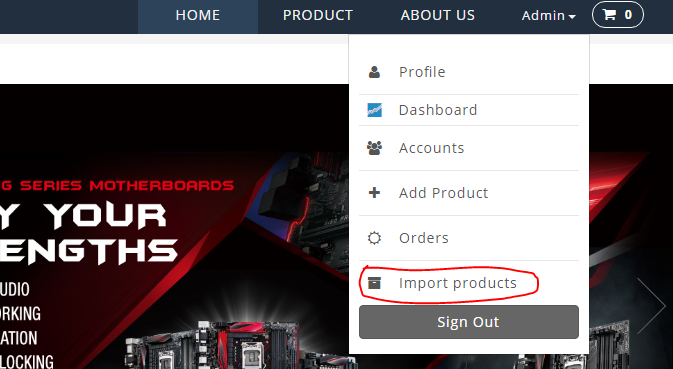 HOME PRODUCT ABOUT US Admin 0
Profile
Dashboard
Accounts
Add Product
Orders
Import products
Sign Out
G SERIES MOTHERBOARDS
Y YOUR
ENGTHS
UDIO
ORKING
ATION
LOCKING